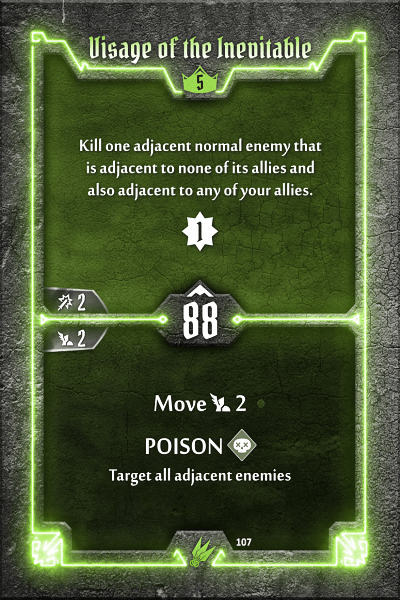 Visage of the Inevitable
5
Kill one adjacent normal enemy that
is adjacent to none of its allies and
also adjacent to any of your allies.
1
2
88
2
Move 2
POISON
Target all adjacent enemies
107